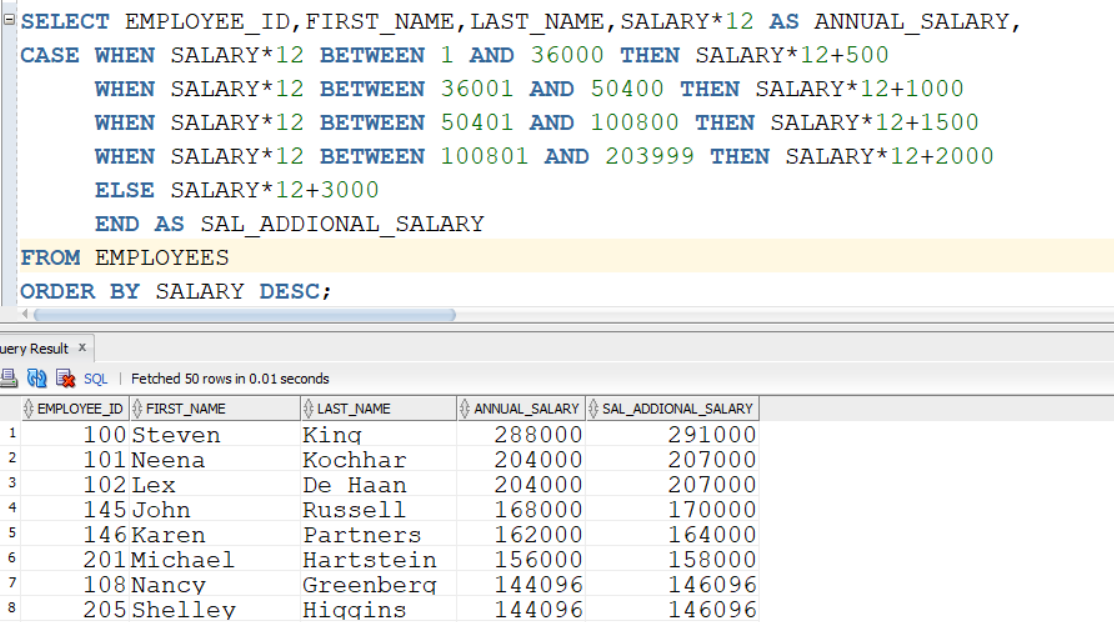 SELECT EMPLOYEE_ID,FIRST_NAME,LAST_NAME,SALARY*12 AS ANNUAL_SALARY,
CASE WHEN SALARY*12 BETWEEN 1 AND 36000 THEN SALARY*12+500
WHEN SALARY*12 BETWEEN 36001 AND 50400 THEN SALARY*12+1000
WHEN SALARY*12 BETWEEN 50401 AND 100800 THEN SALARY*12+1500
WHEN SALARY*12 BETWEEN 100801 AND 203999 THEN SALARY*12+2000
ELSE SALARY*12+3000
END AS SAL_ADDIONAL_SALARY
FROM EMPLOYEES
ORDER BY SALARY DESC;
uery Result x
SQL | Fetched 50 rows in 0.01 seconds
EMPLOYEE_ID FIRST_NAME LAST_NAME ANNUAL_SALARY SAL_ADDIONAL_SALARY
1 100 Steven King 288000 291000
2 101 Neena Kochhar 204000 207000
3 102 Lex De Haan 204000 207000
4 145 John Russell 168000 170000
5 146 Karen Partners 162000 164000
6 201 Michael Hartstein 156000 158000
7 108 Nancy Greenberg 144096 146096
8 205 Shelley Higgins 144096 146096